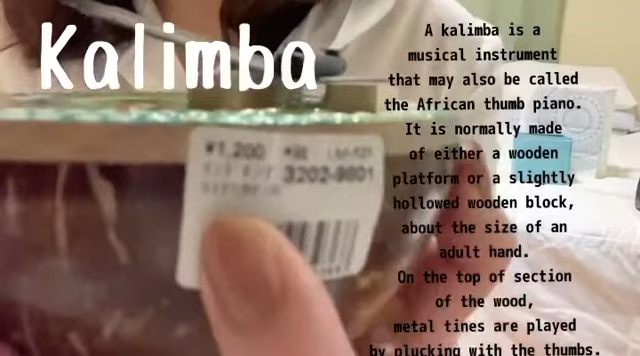 Kalimba
A kalimba is a
musical instrument
that may also be called
the African thumb piano.
It is normally made
of either a wooden
platform or a slightly
hollowed wooden block,
about the size of an
adult hand.
On the top of section
of the wood,
metal tines are played
by plucking with the thumbs.
¥1,200
3202-9801